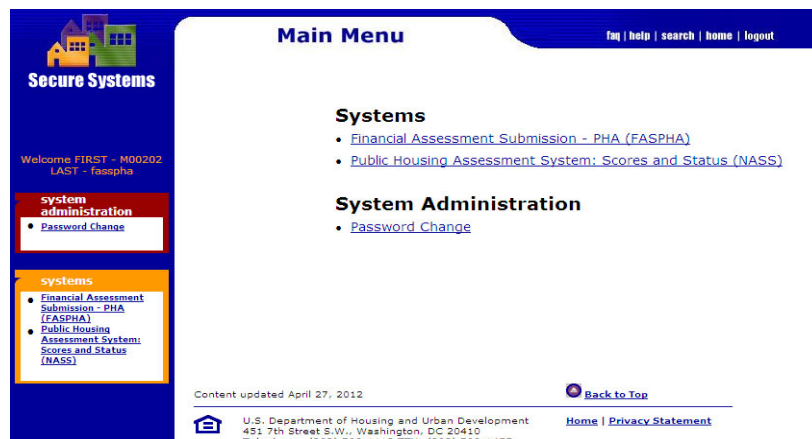 Main Menu
faq | help | search | home | logout
Secure Systems
Welcome FIRST - M00202
LAST - fasspha
system
administration
Password Change
systems
Financial Assessment
Submission - PHA
(FASPHA)
Public Housing
Assessment System:
Scores and Status
(NASS)
Systems
Financial Assessment Submission - PHA (FASPHA)
Public Housing Assessment System: Scores and Status (NASS)
System Administration
Password Change
Content updated April 27, 2012
Back to Top
U.S. Department of Housing and Urban Development
451 7th Street S.W., Washington, DC 20410
Home | Privacy Statement